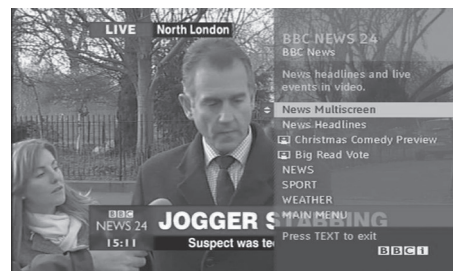 LIVE North London
BBC NEWS 24
BBC News
News headlines and live
events in video.
News Multiscreen
News Headlines
Christmas Comedy Preview
Big Read Vote
NEWS
SPORT
WEATHER
MAIN MENU
Press TEXT to exit
BBC 1
BBC
NEWS 24
15:11
JOGGER STABBING
Suspect was